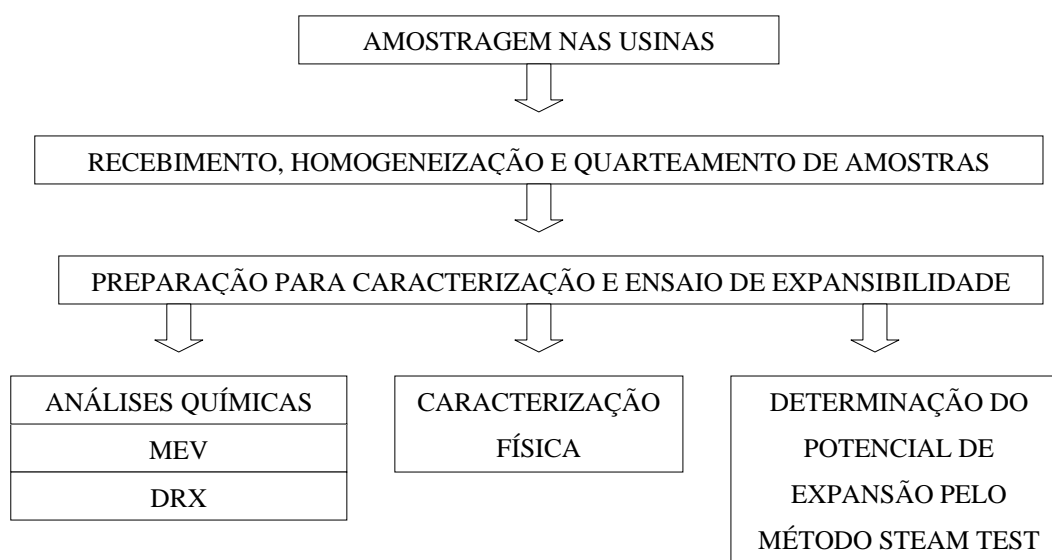 AMOSTRAGEM NAS USINAS
RECEBIMENTO, HOMOGENEIZAÇÃO E QUARTEAMENTO DE AMOSTRAS
PREPARAÇÃO PARA CARACTERIZAÇÃO E ENSAIO DE EXPANSIBILIDADE
ANÁLISES QUÍMICAS
MEV
DRX
CARACTERIZAÇÃO
FÍSICA
DETERMINAÇÃO DO
POTENCIAL DE
EXPANSÃO PELO
MÉTODO STEAM TEST